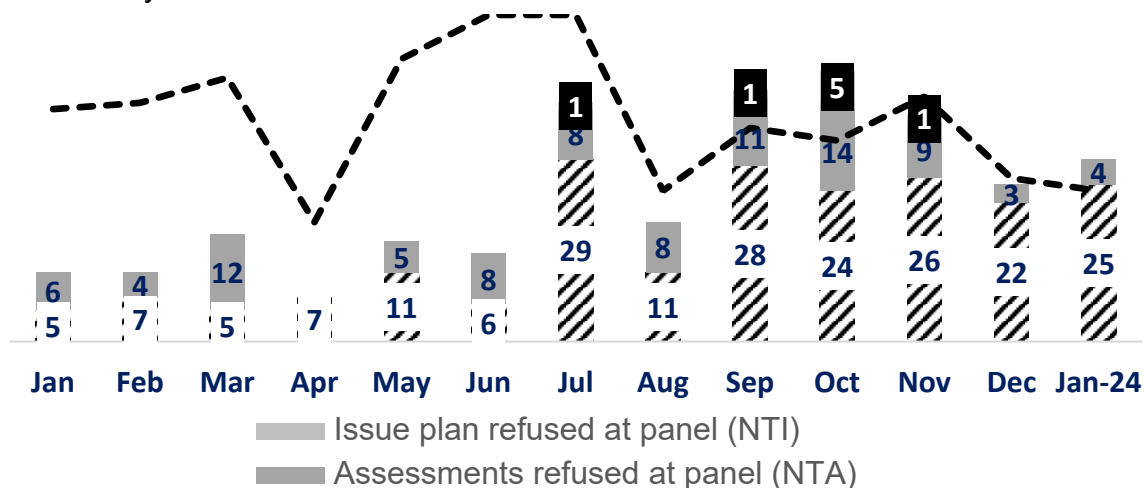 1 1 5 1
8 11 14 9 3 4
6 4 12 5 8 8
5 7 5 7 11 6 29 11 28 24 26 22 25
Jan Feb Mar Apr May Jun Jul Aug Sep Oct Nov Dec Jan-24
Issue plan refused at panel (NTI)
Assessments refused at panel (NTA)